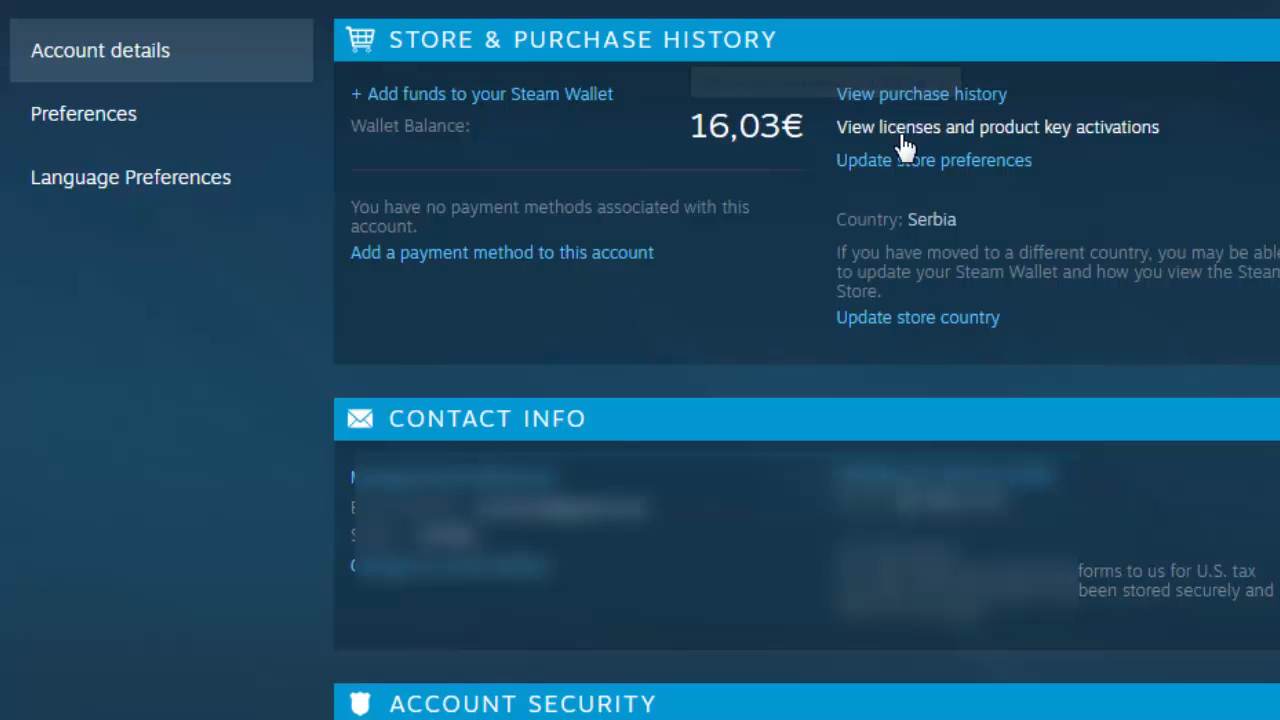 Account details
Preferences
Language Preferences
STORE & PURCHASE HISTORY
+ Add funds to your Steam Wallet
Wallet Balance:
16,03€
You have no payment methods associated with this
account.
Add a payment method to this account
View purchase history
View licenses and product key activations
Update store preferences
Country: Serbia
If you have moved to a different country, you may be able
to update your Steam Wallet and how you view the Steam
Store.
Update store country
CONTACT INFO
forms to us for U.S. tax
been stored securely and
ACCOUNT SECURITY